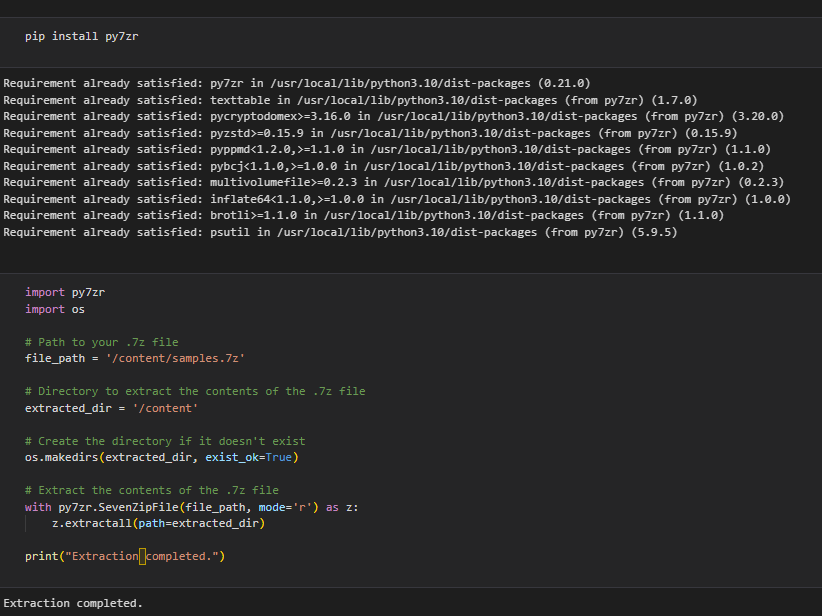 pip install py7zr
Requirement already satisfied: py7zr in /usr/local/lib/python3.10/dist-packages (0.21.0)
Requirement already satisfied: texttable in /usr/local/lib/python3.10/dist-packages (from py7zr) (1.7.0)
Requirement already satisfied: pycryptodomex>=3.16.0 in /usr/local/lib/python3.10/dist-packages (from py7zr) (3.20.0)
Requirement already satisfied: pyzstd>=0.15.9 in /usr/local/lib/python3.10/dist-packages (from py7zr) (0.15.9)
Requirement already satisfied: pyppmd<1.2.0,>=1.1.0 in /usr/local/lib/python3.10/dist-packages (from py7zr) (1.1.0)
Requirement already satisfied: pybcj<1.1.0,>=1.0.0 in /usr/local/lib/python3.10/dist-packages (from py7zr) (1.0.2)
Requirement already satisfied: multivolumefile>=0.2.3 in /usr/local/lib/python3.10/dist-packages (from py7zr) (0.2.3)
Requirement already satisfied: inflate64<1.1.0,>=1.0.0 in /usr/local/lib/python3.10/dist-packages (from py7zr) (1.0.0)
Requirement already satisfied: brotli>=1.1.0 in /usr/local/lib/python3.10/dist-packages (from py7zr) (1.1.0)
Requirement already satisfied: psutil in /usr/local/lib/python3.10/dist-packages (from py7zr) (5.9.5)
import py7zr
import os
# Path to your .7z file
file_path = '/content/samples.7z'
# Directory to extract the contents of the .7z file
extracted_dir = '/content'
# Create the directory if it doesn't exist
os.makedirs(extracted_dir, exist_ok=True)
# Extract the contents of the .7z file
with py7zr.SevenZipFile(file_path, mode='r') as z:
    z.extractall(path=extracted_dir)
print("Extraction completed.")
Extraction completed.